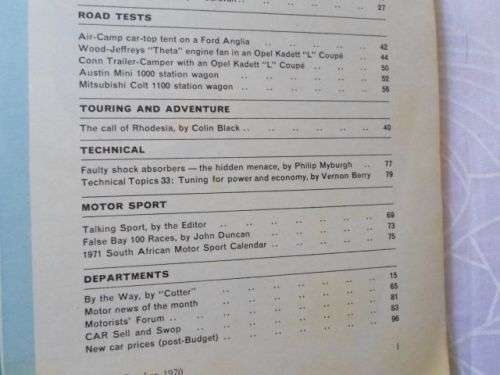 27
ROAD TESTS
Air-Camp car-top tent on a Ford Anglia .. .. .. .. 42
Wood-Jeffreys "Theta" engine fan in an Opel Kadett "L" Coupé .. 44
Conn Trailer-Camper with an Opel Kadett "L" Coupé .. .. 50
Austin Mini 1000 station wagon .. .. .. .. .. 52
Mitsubishi Colt 1100 station wagon .. .. .. .. .. 56
TOURING AND ADVENTURE
The call of Rhodesia, by Colin Black .. .. .. .. .. 40
TECHNICAL
Faulty shock absorbers — the hidden menace, by Philip Myburgh .. 77
Technical Topics 33: Tuning for power and economy, by Vernon Berry 79
MOTOR SPORT
Talking Sport, by the Editor .. .. .. .. .. 69
False Bay 100 Races, by John Duncan .. .. .. .. 73
1971 South African Motor Sport Calendar .. .. .. .. 75
DEPARTMENTS
By the Way, by "Cotter" .. .. .. .. .. .. 15
Motor news of the month .. .. .. .. .. .. 65
Motorists' Forum .. .. .. .. .. .. .. 81
CAR Sell and Swop .. .. .. .. .. .. .. 83
New car prices (post-Budget) .. .. .. .. .. .. 96
1
1970